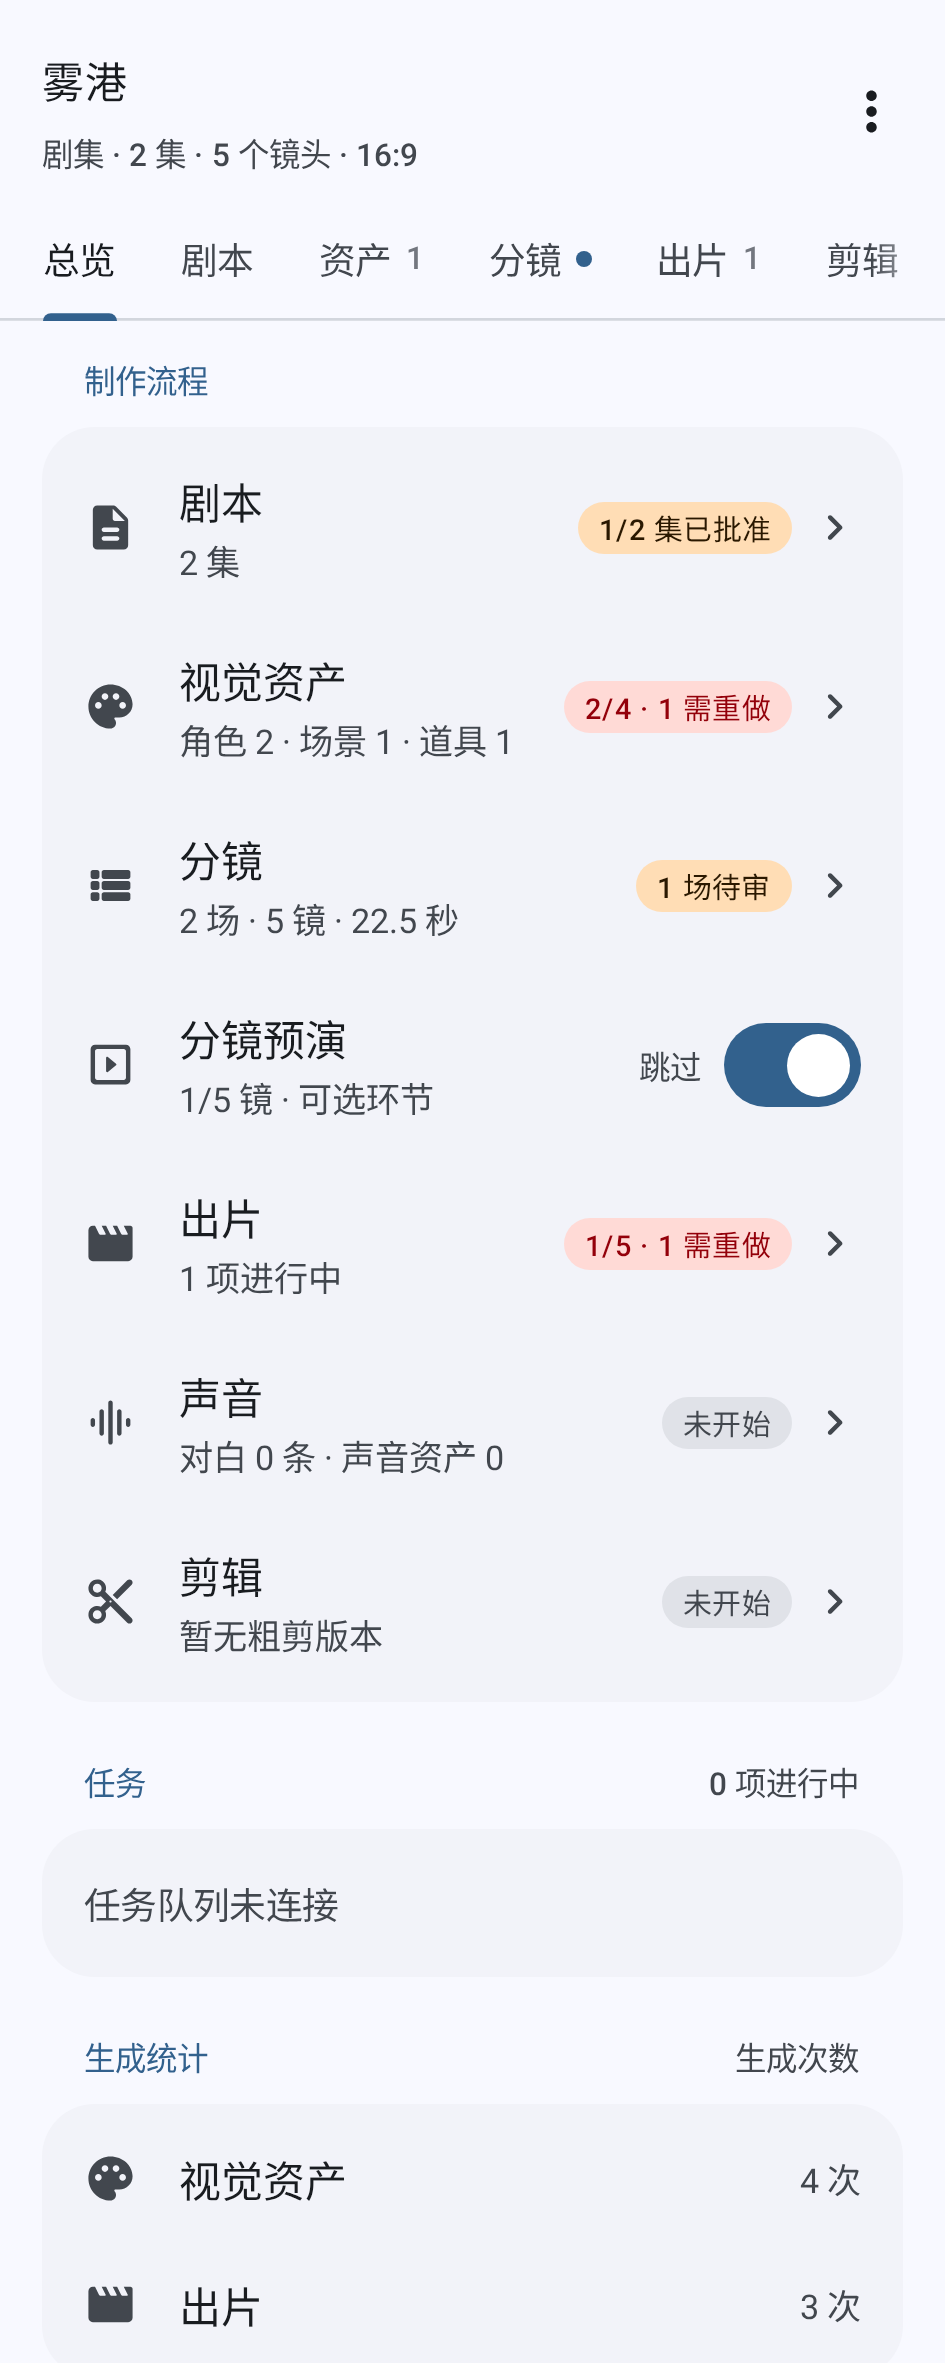 雾港
剧集 · 2 集 · 5 个镜头 · 16:9
总览 剧本 资产 1 分镜 出片 1 剪辑
制作流程
剧本
1/2 集已批准
2 集
视觉资产
2/4 · 1 需重做
角色 2 · 场景 1 · 道具 1
分镜
1 场待审
2 场 · 5 镜 · 22.5 秒
分镜预演
跳过
1/5 镜 · 可选环节
出片
1/5 · 1 需重做
1 项进行中
声音
未开始
对白 0 条 · 声音资产 0
剪辑
未开始
暂无粗剪版本
任务 0 项进行中
任务队列未连接
生成统计 生成次数
视觉资产 4 次
出片 3 次